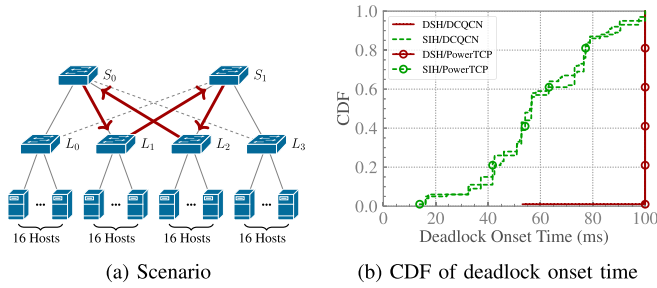 S0
S1
L0
L1
L2
L3
... ... ... ...
16 Hosts 16 Hosts 16 Hosts 16 Hosts
(a) Scenario
CDF
1.0
0.8
0.6
0.4
0.2
0.0
DSH/DCQCN
SIH/DCQCN
DSH/PowerTCP
SIH/PowerTCP
0 20 40 60 80 100
Deadlock Onset Time (ms)
(b) CDF of deadlock onset time